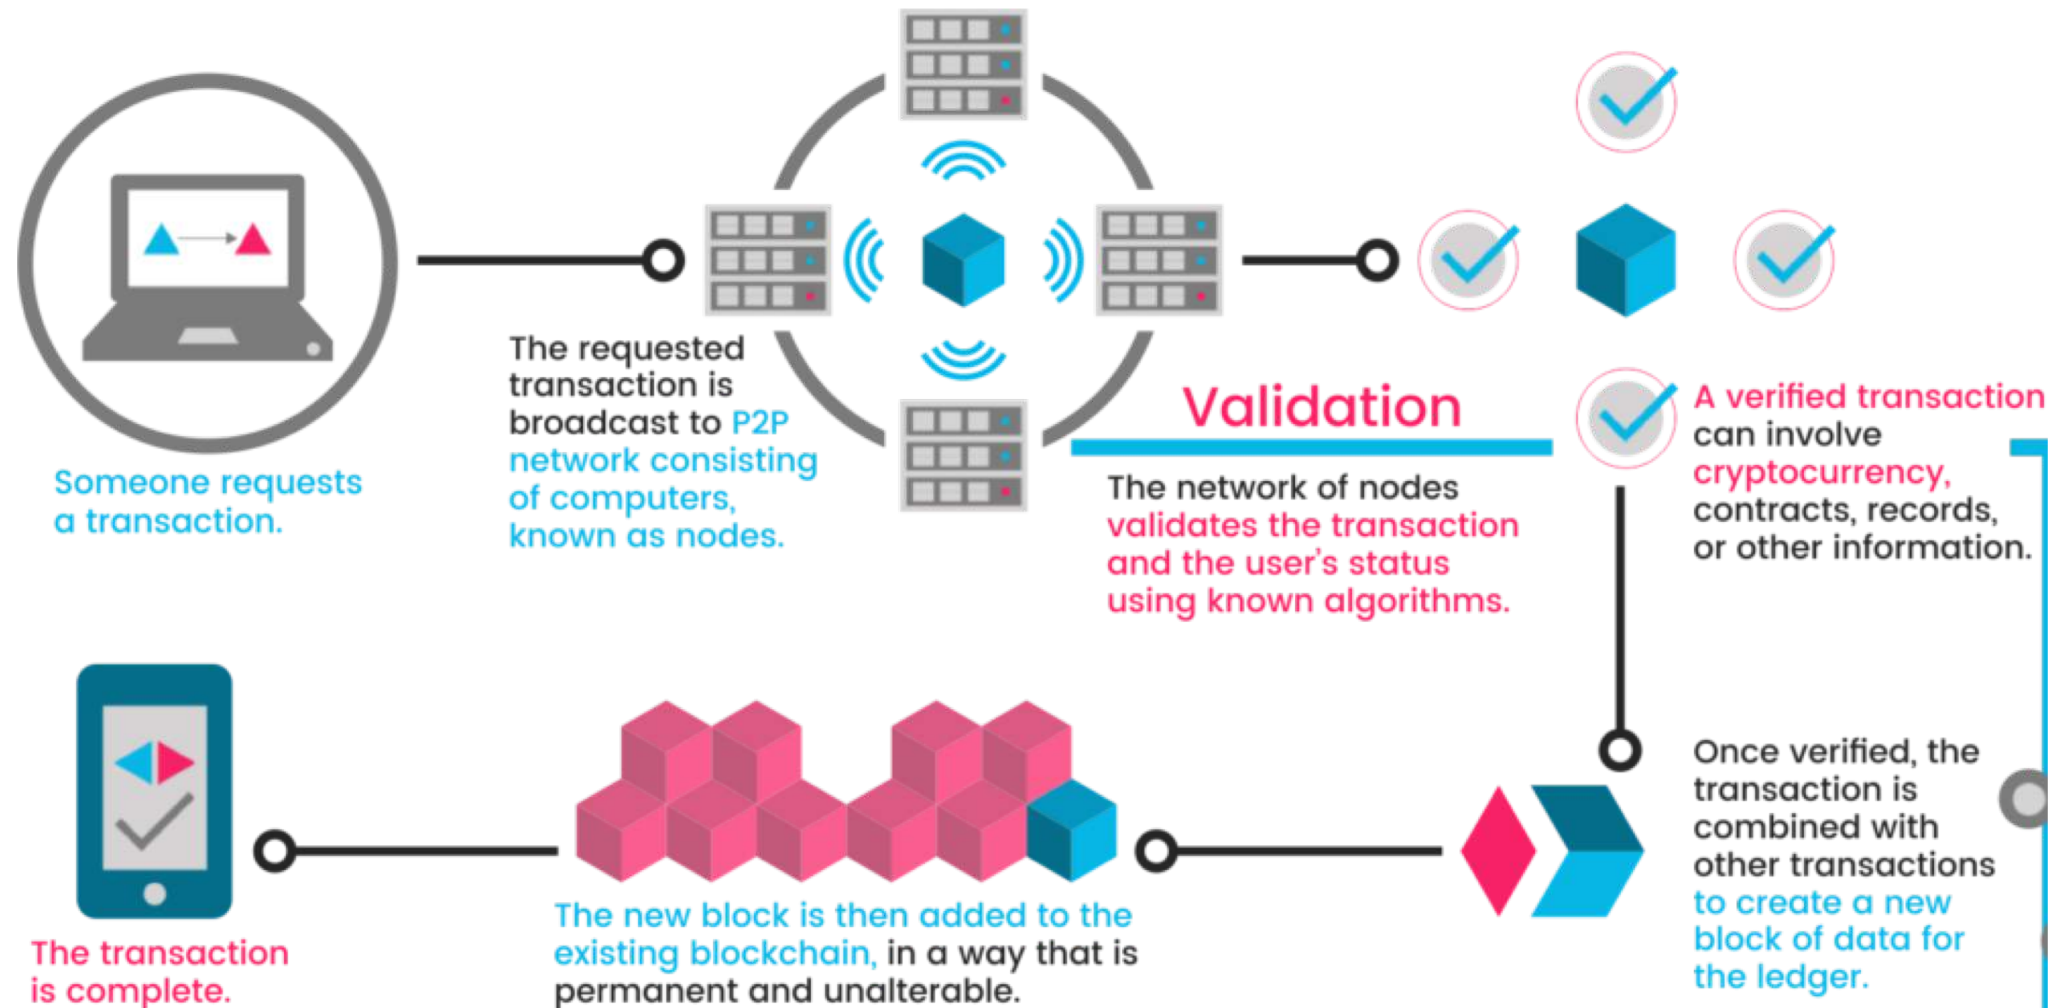 Someone requests
a transaction.
The requested
transaction is
broadcast to P2P
network consisting
of computers,
known as nodes.
Validation
The network of nodes
validates the transaction
and the user's status
using known algorithms.
A verified transaction
can involve
cryptocurrency,
contracts, records,
or other information.
Once verified, the
transaction is
combined with
other transactions
to create a new
block of data for
the ledger.
The new block is then added to the
existing blockchain, in a way that is
permanent and unalterable.
The transaction
is complete.